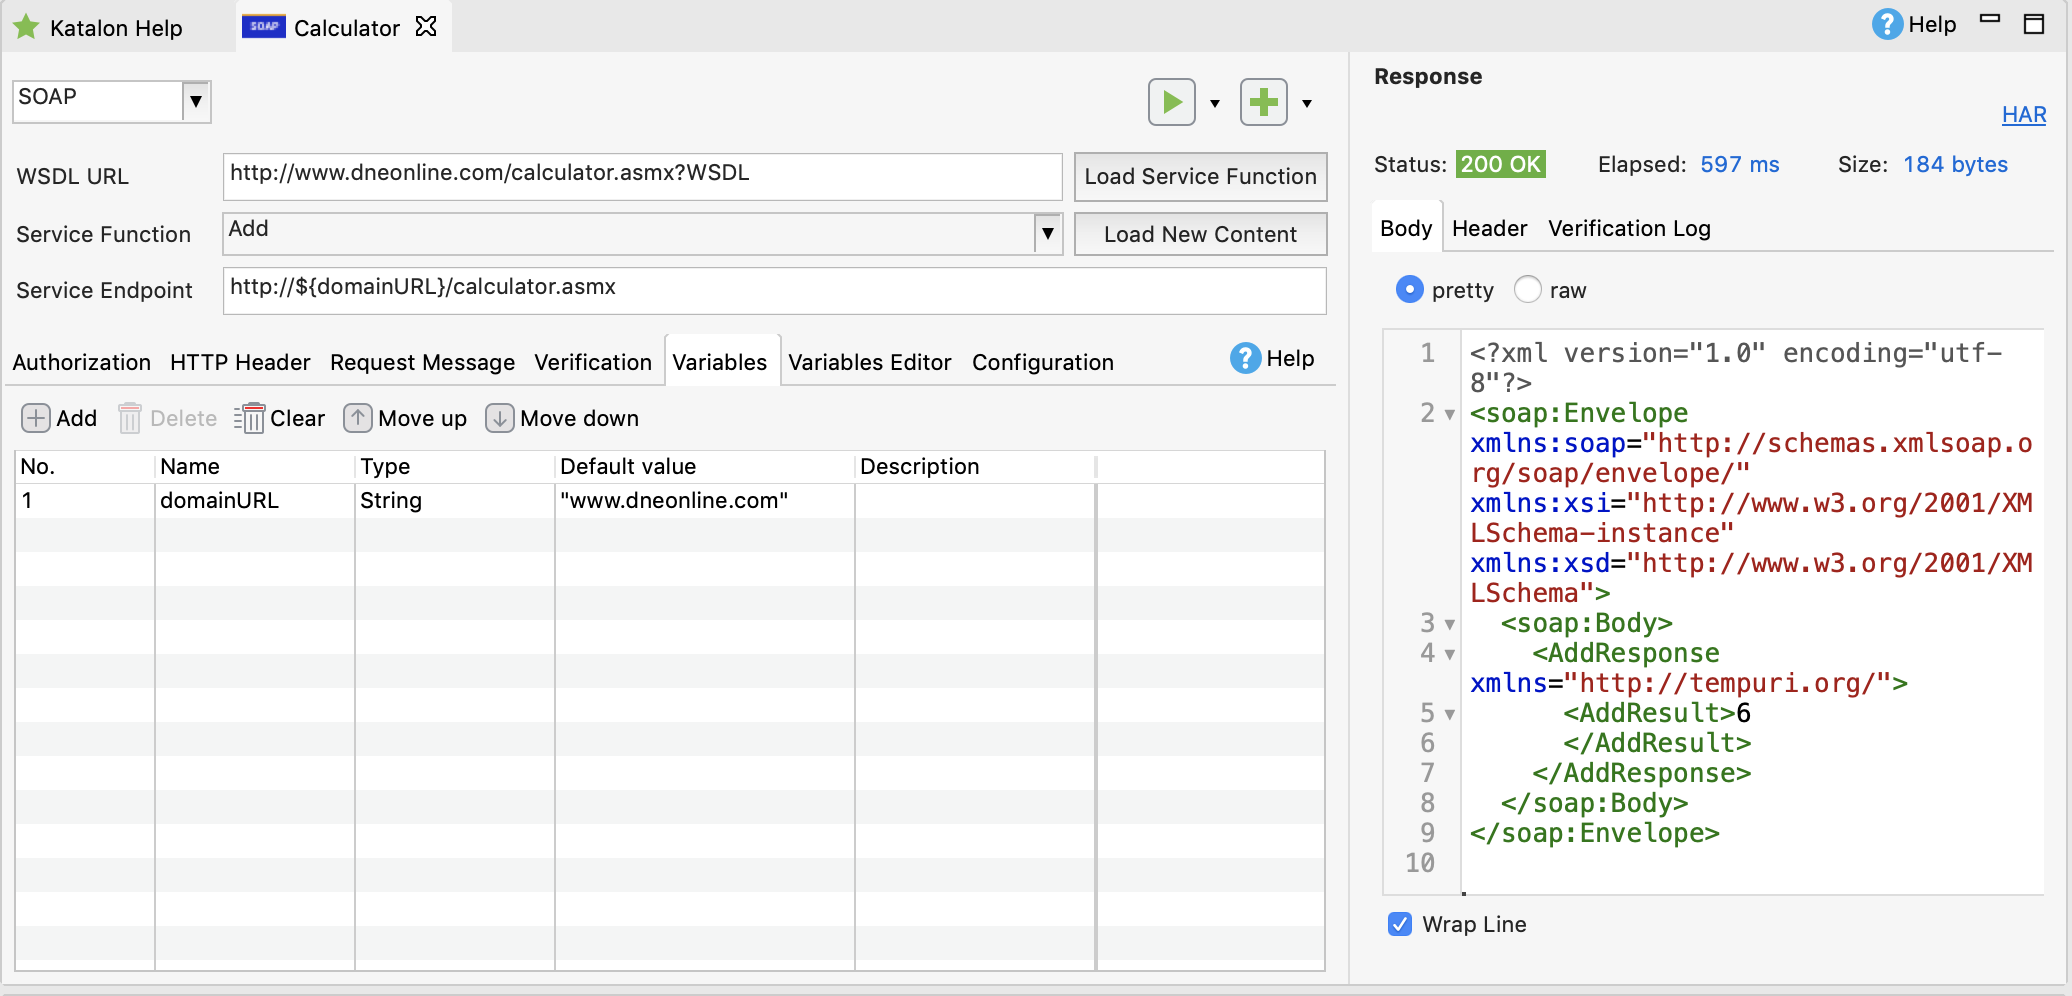 Katalon Help
SOAP Calculator
Help
SOAP
WSDL URL
http://www.dneonline.com/calculator.asmx?WSDL
Load Service Function
Service Function
Add
Load New Content
Service Endpoint
http://${domainURL}/calculator.asmx
Authorization HTTP Header Request Message Verification Variables Variables Editor Configuration
Help
Add Delete Clear Move up Move down
No. Name Type Default value Description
1 domainURL String "www.dneonline.com"
Response
HAR
Status: 200 OK Elapsed: 597 ms Size: 184 bytes
Body Header Verification Log
pretty raw
1 <?xml version="1.0" encoding="utf-
8"?>
2 <soap:Envelope
xmlns:soap="http://schemas.xmlsoap.o
rg/soap/envelope/"
xmlns:xsi="http://www.w3.org/2001/XM
LSchema-instance"
xmlns:xsd="http://www.w3.org/2001/XM
LSchema">
3 <soap:Body>
4 <AddResponse
xmlns="http://tempuri.org/">
5 <AddResult>6
6 </AddResult>
7 </AddResponse>
8 </soap:Body>
9 </soap:Envelope>
10
Wrap Line